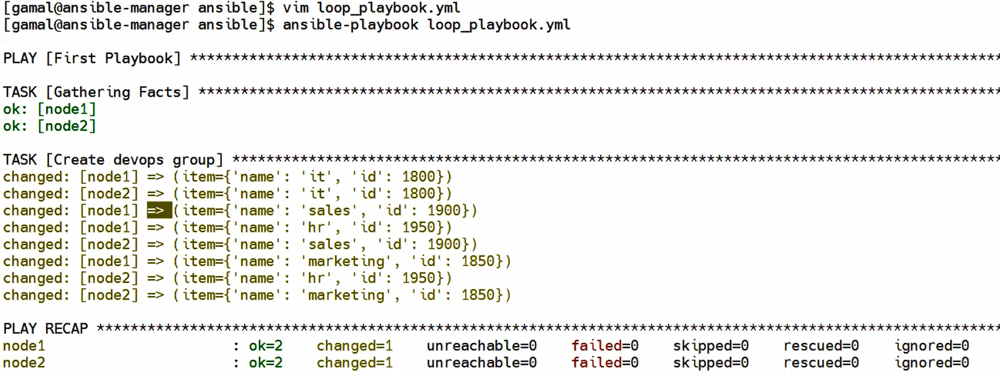 [gamal@ansible-manager ansible]$ vim loop_playbook.yml
[gamal@ansible-manager ansible]$ ansible-playbook loop_playbook.yml
PLAY [First Playbook] ************************************************************************************************
TASK [Gathering Facts] ***********************************************************************************************
ok: [node1]
ok: [node2]
TASK [Create devops group] *******************************************************************************************
changed: [node1] => (item={'name': 'it', 'id': 1800})
changed: [node2] => (item={'name': 'it', 'id': 1800})
changed: [node1] => (item={'name': 'sales', 'id': 1900})
changed: [node1] => (item={'name': 'hr', 'id': 1950})
changed: [node2] => (item={'name': 'sales', 'id': 1900})
changed: [node1] => (item={'name': 'marketing', 'id': 1850})
changed: [node2] => (item={'name': 'hr', 'id': 1950})
changed: [node2] => (item={'name': 'marketing', 'id': 1850})
PLAY RECAP ***********************************************************************************************************
node1 : ok=2 changed=1 unreachable=0 failed=0 skipped=0 rescued=0 ignored=0
node2 : ok=2 changed=1 unreachable=0 failed=0 skipped=0 rescued=0 ignored=0